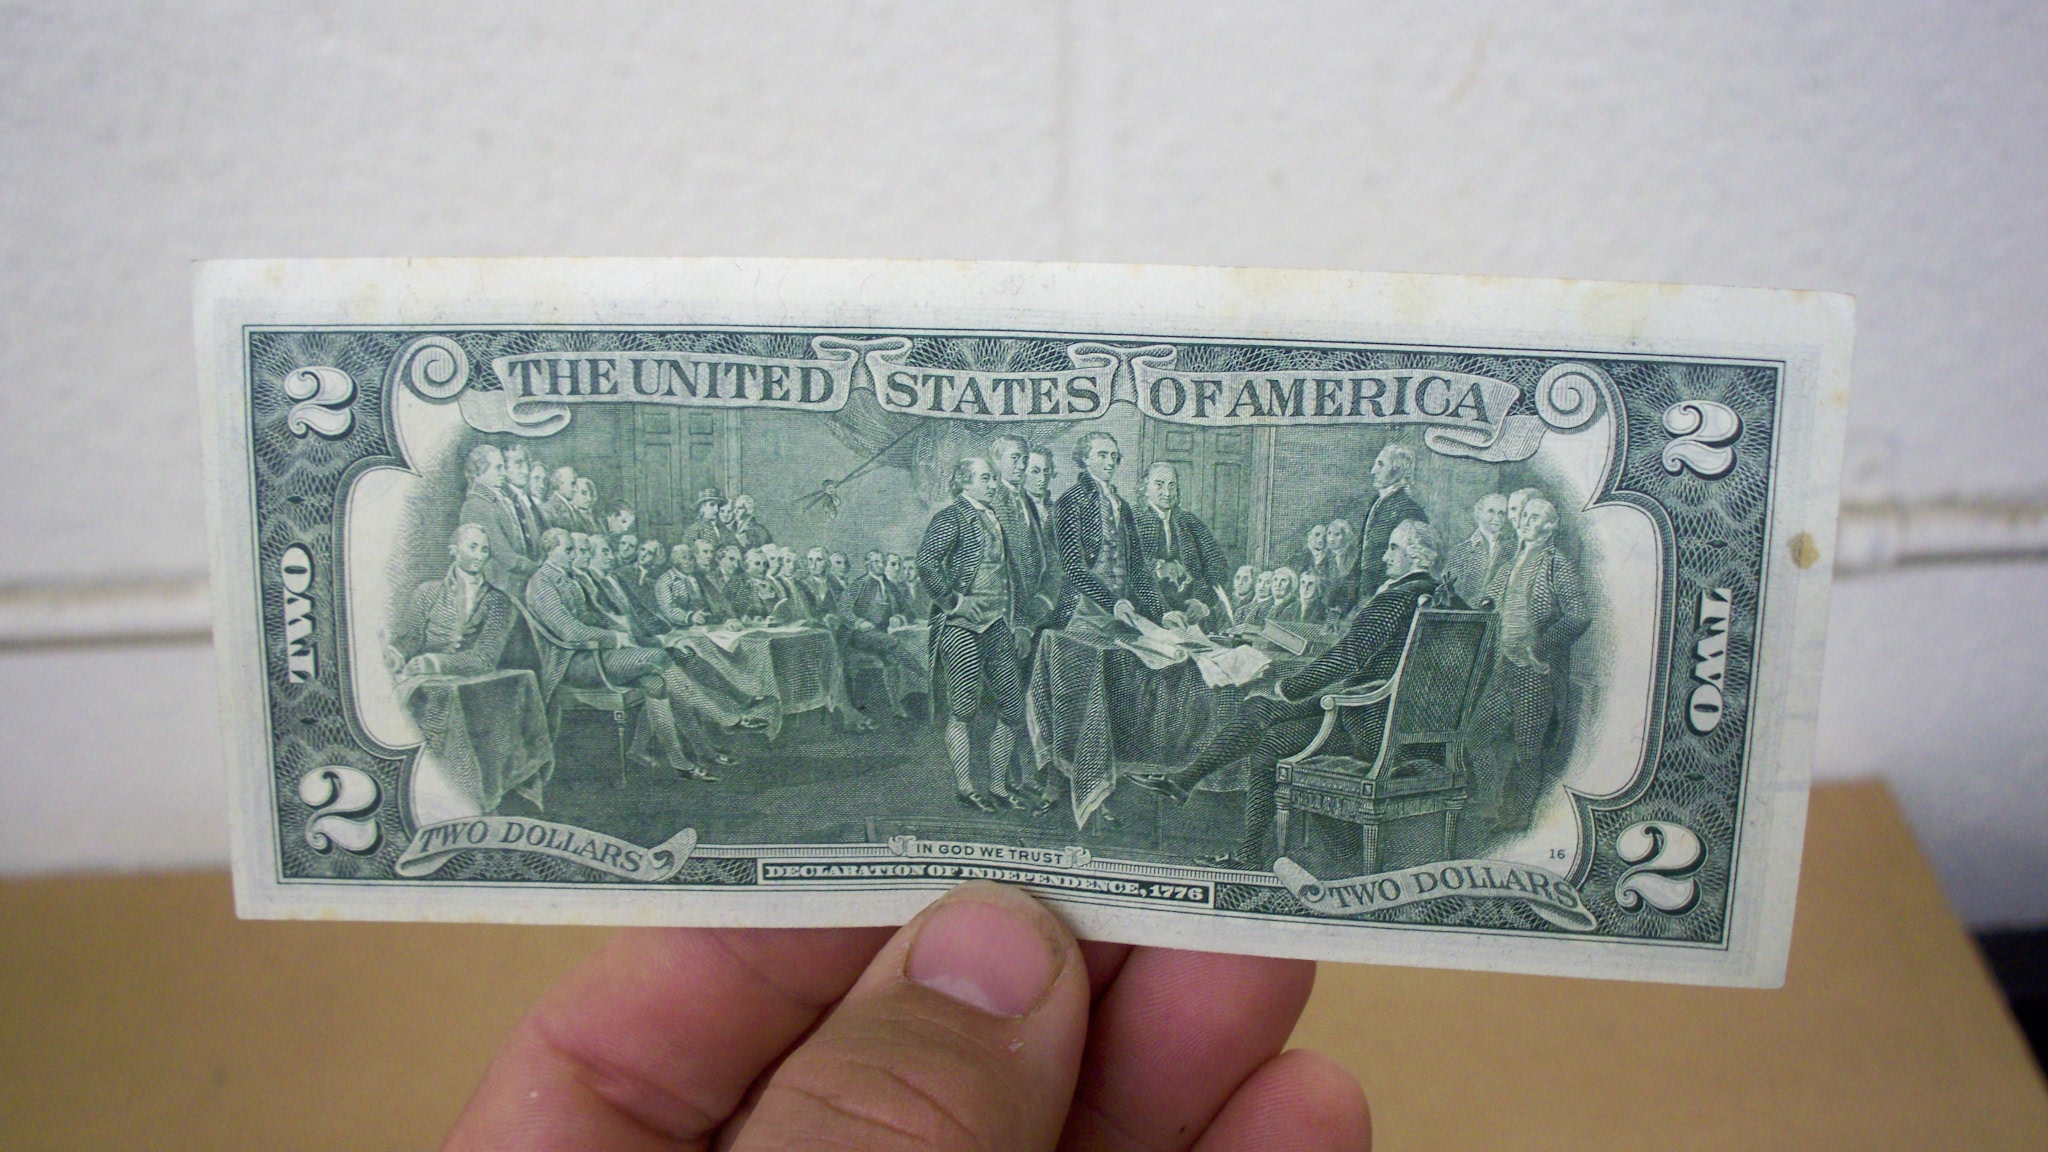 THE UNITED STATES OF AMERICA
2
2
TWO
TWO
2
TWO DOLLARS
IN GOD WE TRUST
DECLARATION OF INDEPENDENCE, 1776
16
TWO DOLLARS
2